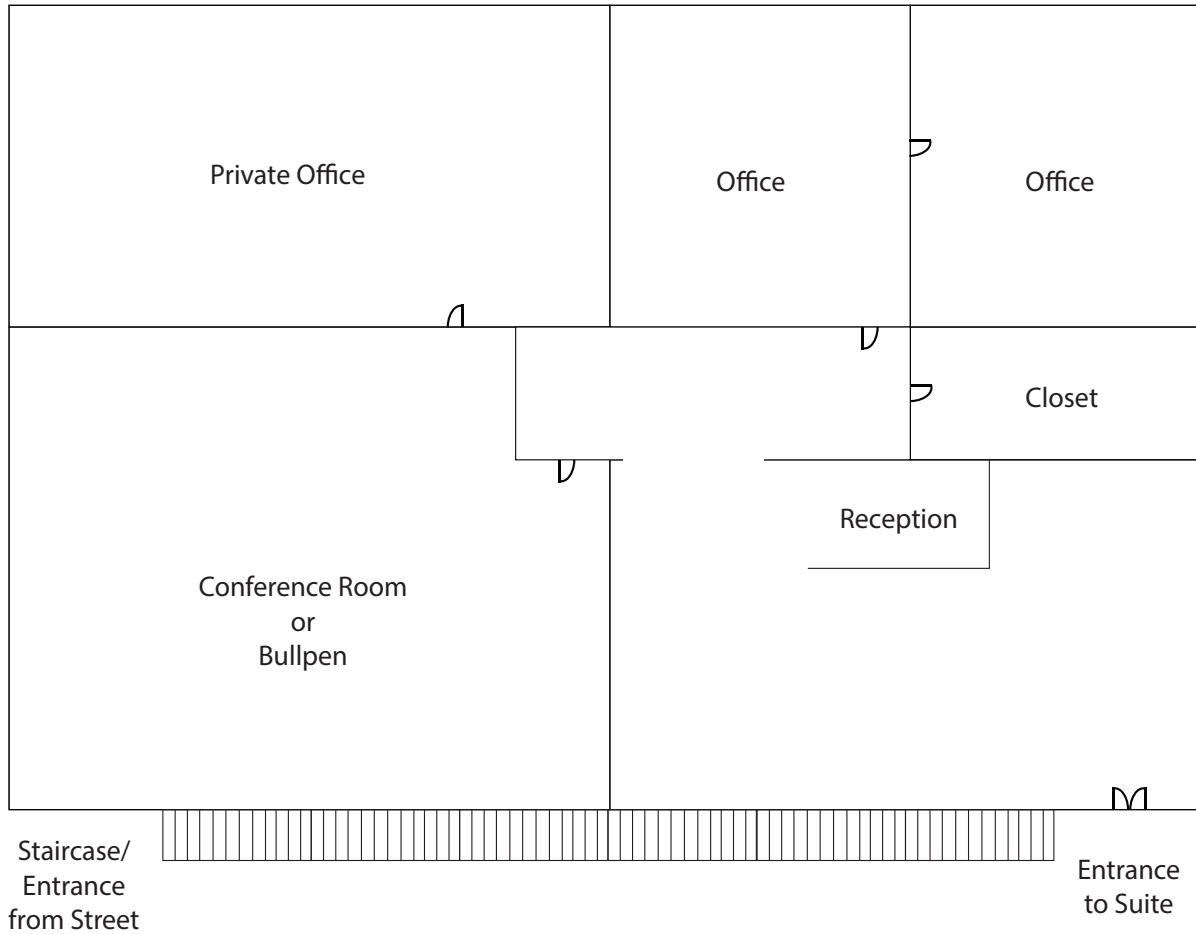 Private Office
Office
Office
Closet
Reception
Conference Room
or
Bullpen
Staircase/
Entrance
from Street
Entrance
to Suite